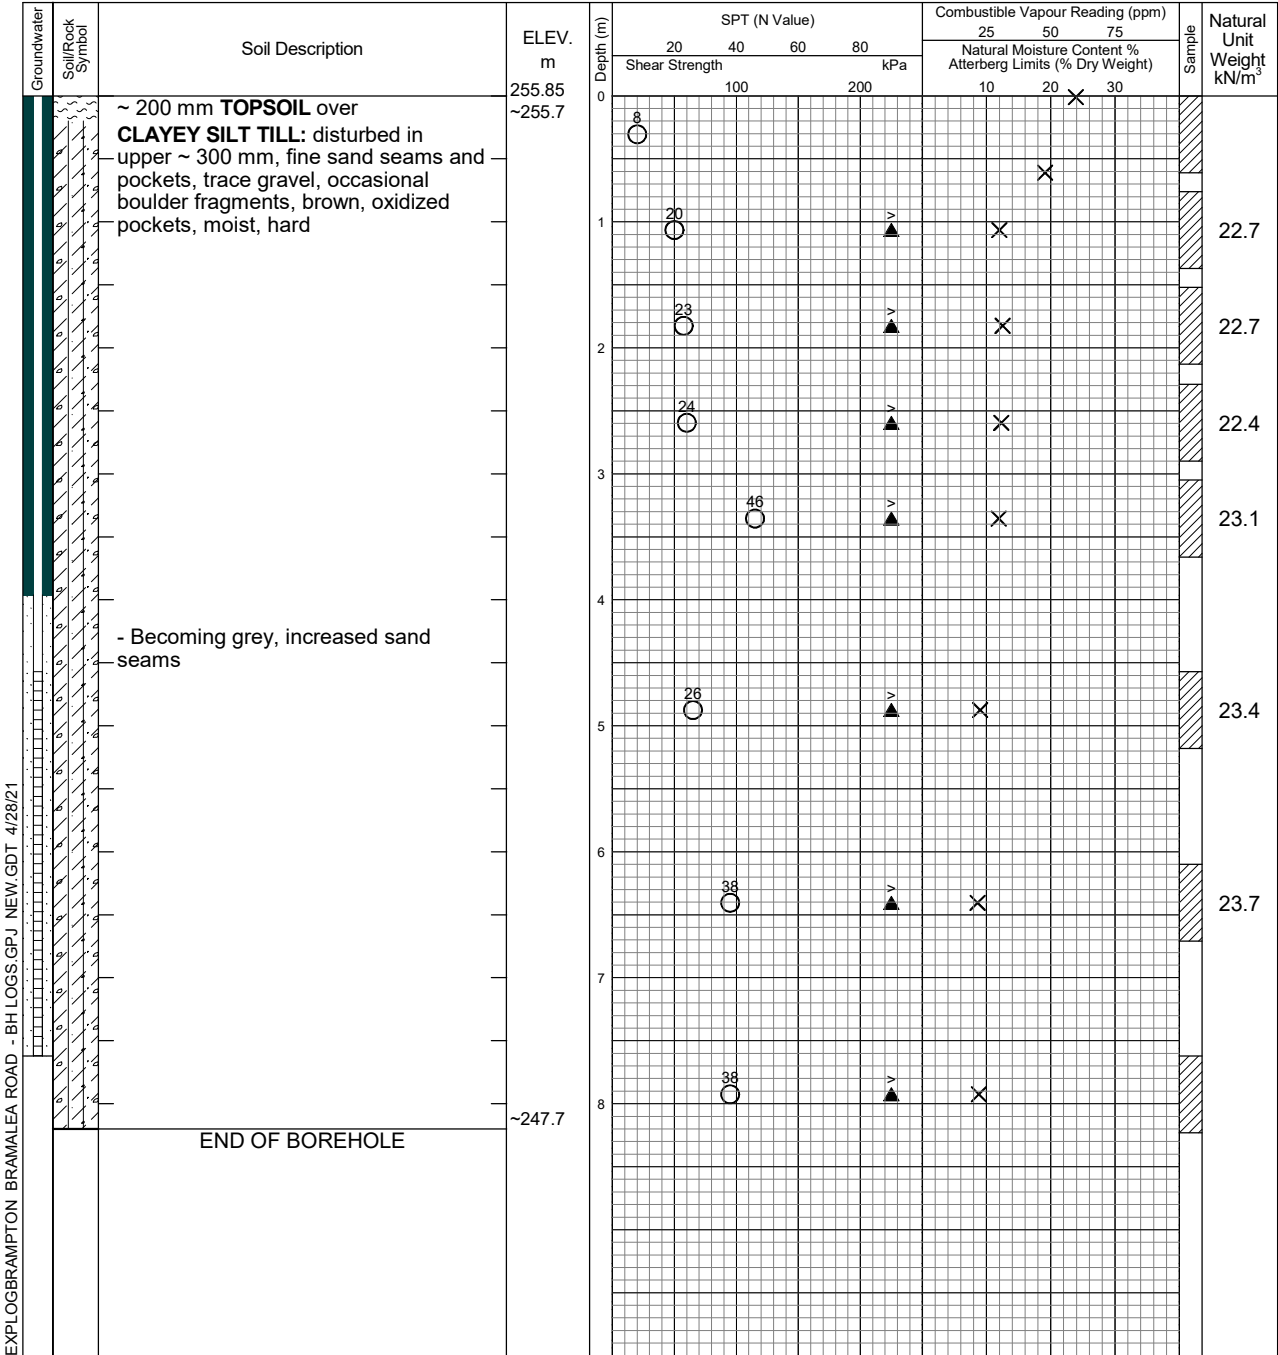 Groundwater
Soil/Rock
Symbol
Soil Description
ELEV.
m
Depth (m)
SPT (N Value)
20 40 60 80
Shear Strength kPa
100 200
Combustible Vapour Reading (ppm)
25 50 75
Natural Moisture Content %
Atterberg Limits (% Dry Weight)
10 20 30
Sample
Natural
Unit
Weight
kN/m³
255.85
0
~ 200 mm TOPSOIL over
~255.7
CLAYEY SILT TILL: disturbed in
upper ~ 300 mm, fine sand seams and
pockets, trace gravel, occasional
boulder fragments, brown, oxidized
pockets, moist, hard
8
20 >
1
22.7
23 >
22.7
2
24 >
22.4
3
46 >
23.1
4
- Becoming grey, increased sand
seams
26 >
23.4
5
6
38 >
23.7
7
38 >
8
~247.7
END OF BOREHOLE
EXPLOGBRAMPTON BRAMALEA ROAD - BH LOGS.GPJ NEW.GDT 4/28/21